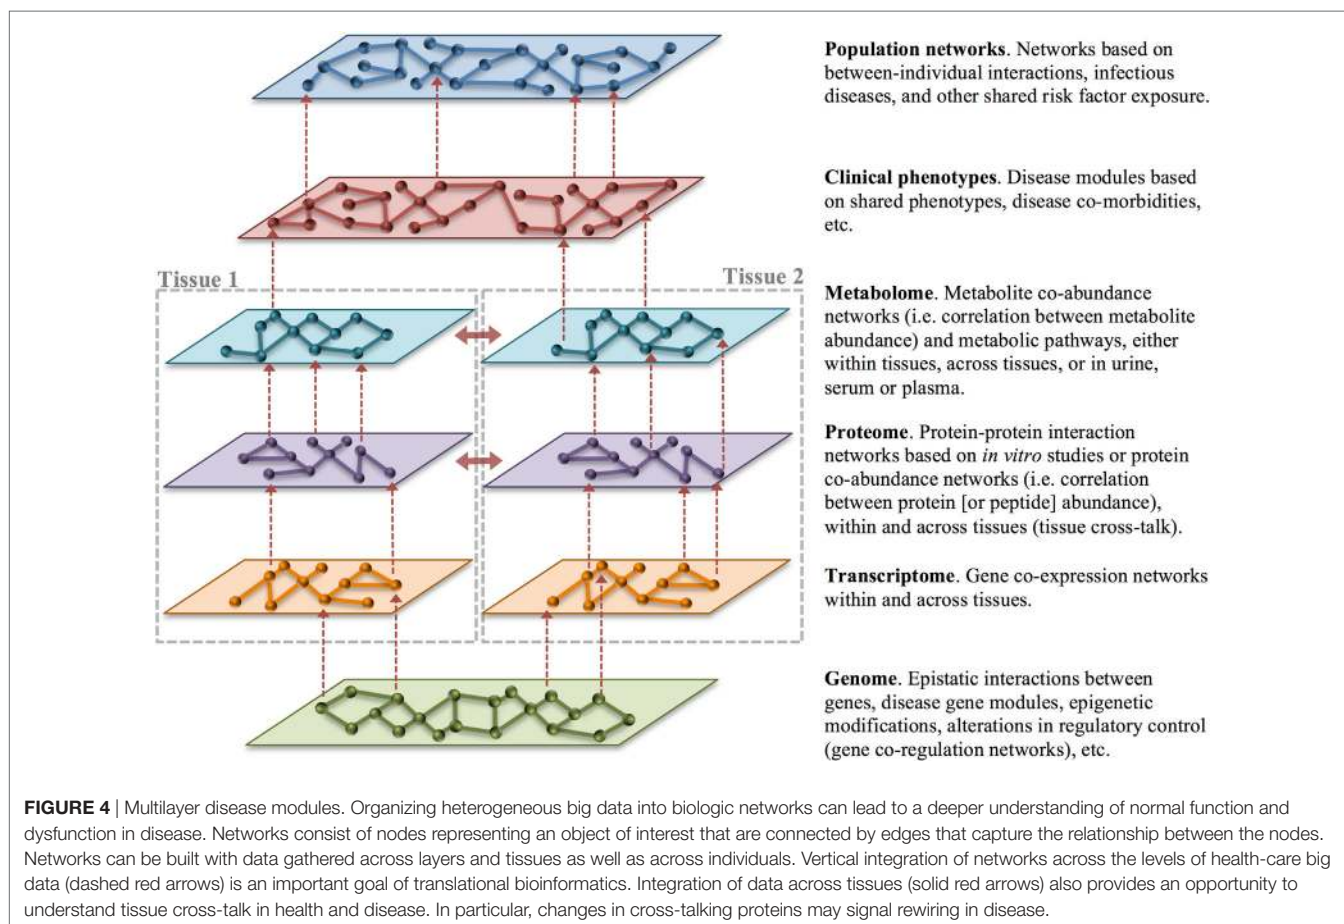 Population networks. Networks based on
between-individual interactions, infectious
diseases, and other shared risk factor exposure.
Clinical phenotypes. Disease modules based
on shared phenotypes, disease co-morbidities,
etc.
Tissue 1
Tissue 2
Metabolome. Metabolite co-abundance
networks (i.e. correlation between metabolite
abundance) and metabolic pathways, either
within tissues, across tissues, or in urine,
serum or plasma.
Proteome. Protein-protein interaction
networks based on in vitro studies or protein
co-abundance networks (i.e. correlation
between protein [or peptide] abundance),
within and across tissues (tissue cross-talk).
Transcriptome. Gene co-expression networks
within and across tissues.
Genome. Epistatic interactions between
genes, disease gene modules, epigenetic
modifications, alterations in regulatory control
(gene co-regulation networks), etc.
FIGURE 4 | Multilayer disease modules. Organizing heterogeneous big data into biologic networks can lead to a deeper understanding of normal function and
dysfunction in disease. Networks consist of nodes representing an object of interest that are connected by edges that capture the relationship between the nodes.
Networks can be built with data gathered across layers and tissues as well as across individuals. Vertical integration of networks across the levels of health-care big
data (dashed red arrows) is an important goal of translational bioinformatics. Integration of data across tissues (solid red arrows) also provides an opportunity to
understand tissue cross-talk in health and disease. In particular, changes in cross-talking proteins may signal rewiring in disease.